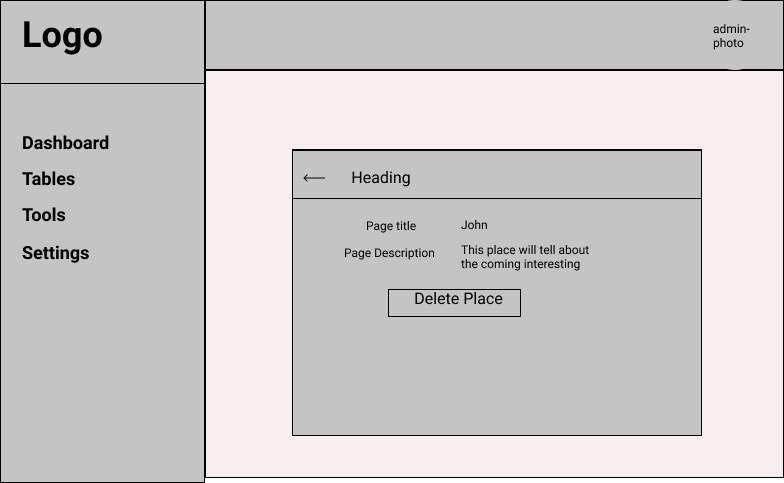 Logo
admin-
photo
Dashboard
Tables
Tools
Settings
Heading
Page title
John
Page Description
This place will tell about
the coming interesting
Delete Place